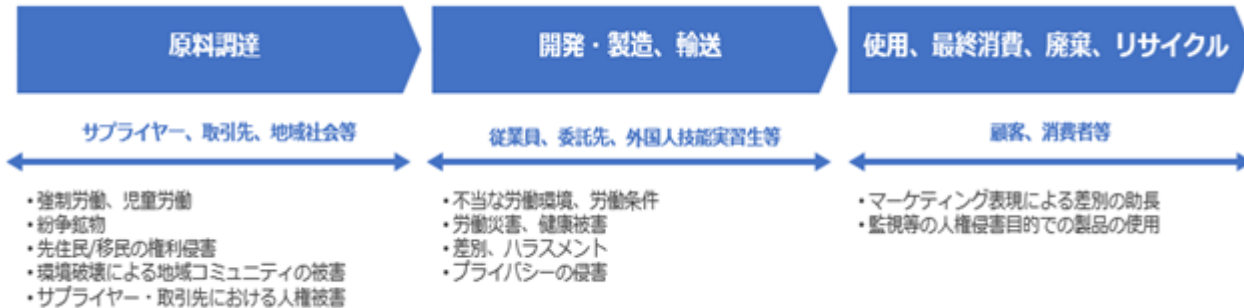 原料調達
開発・製造、輸送
使用、最終消費、廃棄、リサイクル
サプライヤー、取引先、地域社会等
従業員、委託先、外国人技能実習生等
顧客、消費者等
・強制労働、児童労働
・紛争鉱物
・先住民/移民の権利侵害
・環境破壊による地域コミュニティの被害
・サプライヤー・取引先における人権被害
・不当な労働環境、労働条件
・労働災害、健康被害
・差別、ハラスメント
・プライバシーの侵害
・マーケティング表現による差別の助長
・監視等の人権侵害目的での製品の使用